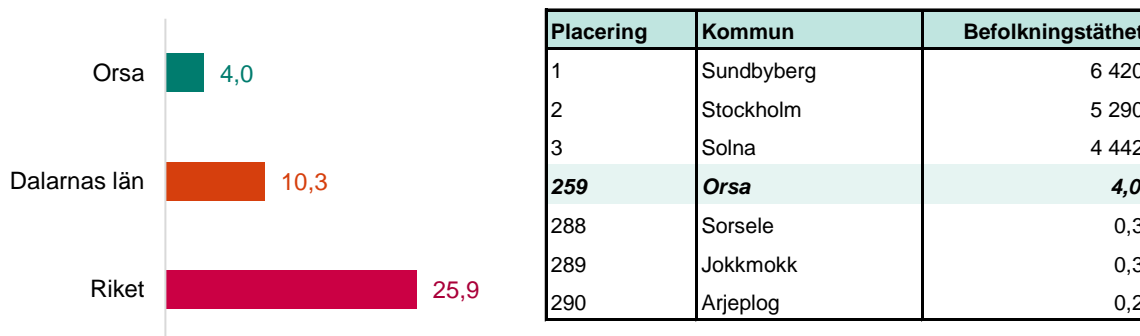 Orsa 4,0
Dalarnas län 10,3
Riket 25,9
Placering Kommun Befolkningstäthet
1 Sundbyberg 6 420
2 Stockholm 5 290
3 Solna 4 442
259 Orsa 4,0
288 Sorsele 0,3
289 Jokkmokk 0,3
290 Arjeplog 0,2